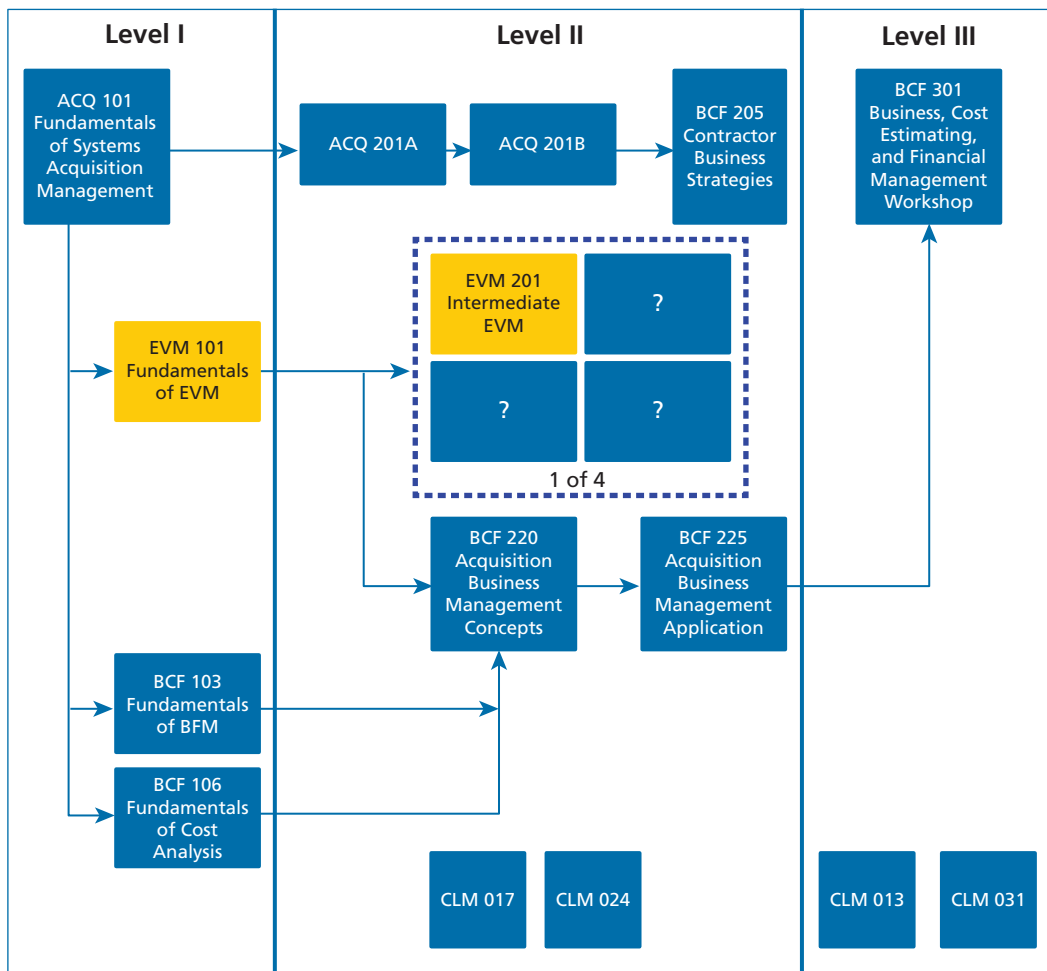 Level I
Level II
Level III
ACQ 101
Fundamentals
of Systems
Acquisition
Management
ACQ 201A
ACQ 201B
BCF 205
Contractor
Business
Strategies
BCF 301
Business, Cost
Estimating,
and Financial
Management
Workshop
EVM 201
Intermediate
EVM
?
?
?
1 of 4
EVM 101
Fundamentals
of EVM
BCF 220
Acquisition
Business
Management
Concepts
BCF 225
Acquisition
Business
Management
Application
BCF 103
Fundamentals
of BFM
BCF 106
Fundamentals
of Cost
Analysis
CLM 017
CLM 024
CLM 013
CLM 031